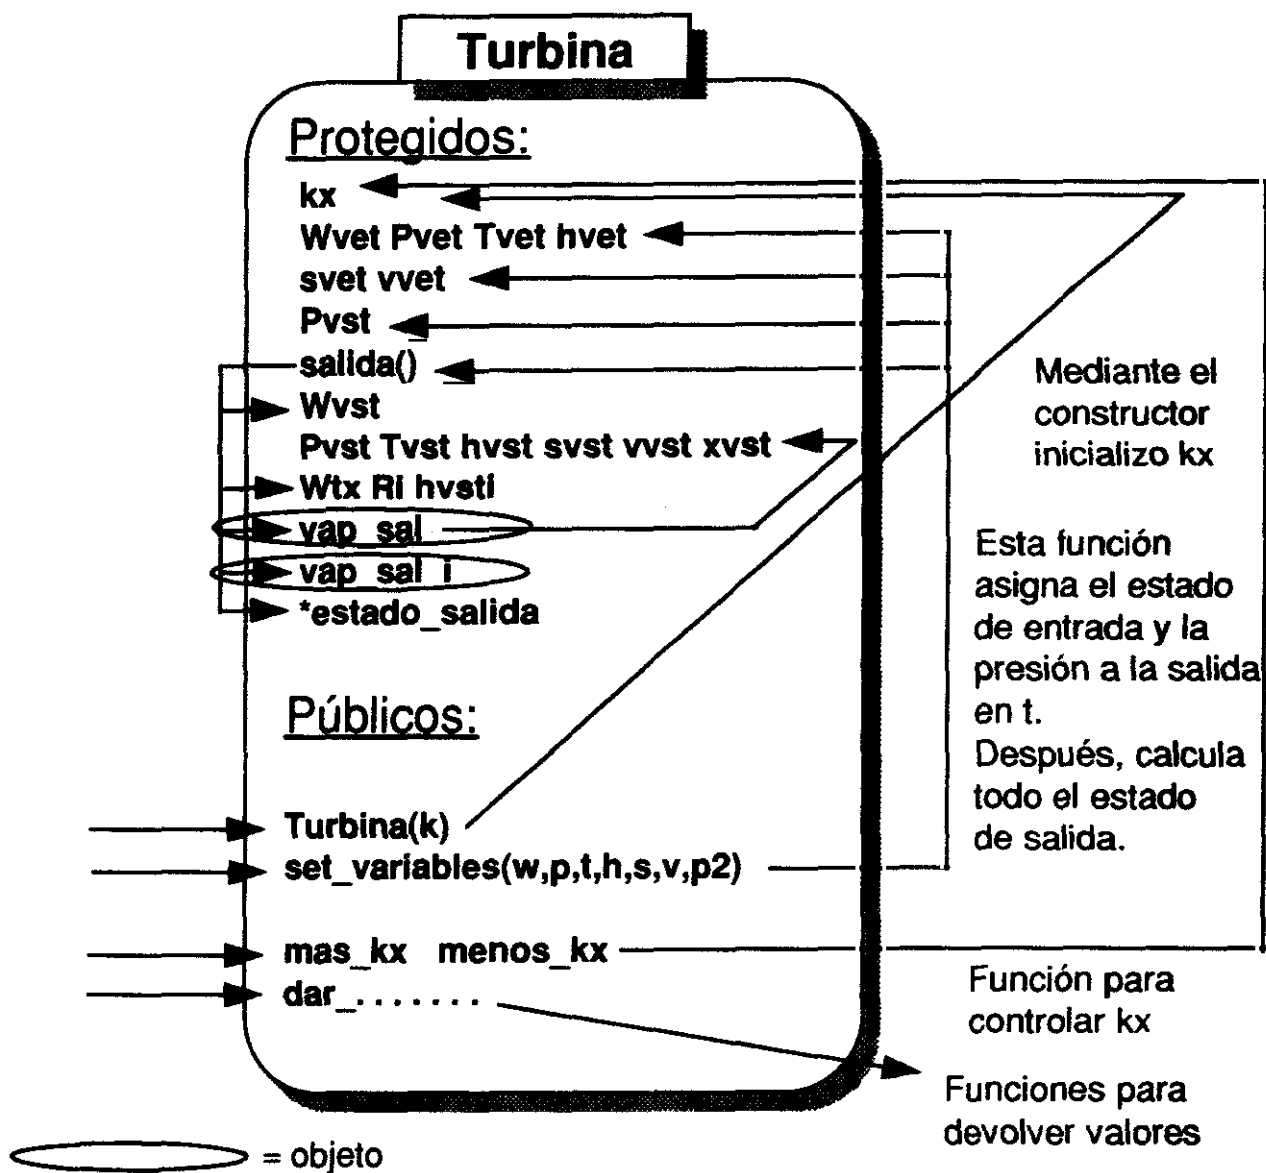 Turbina
Protegidos:
kx
Wvet Pvet Tvet hvet
svet vvet
Pvst
salida()
Wvst
Pvst Tvst hvst svst vvst xvst
Wtx Ri hvsti
vap_sal
vap_sal_i
*estado_salida
Mediante el
constructor
inicializo kx
Esta función
asigna el estado
de entrada y la
presión a la salida
en t.
Después, calcula
todo el estado
de salida.
Públicos:
Turbina(k)
set_variables(w,p,t,h,s,v,p2)
mas_kx menos_kx
dar_.......
Función para
controlar kx
Funciones para
devolver valores
= objeto